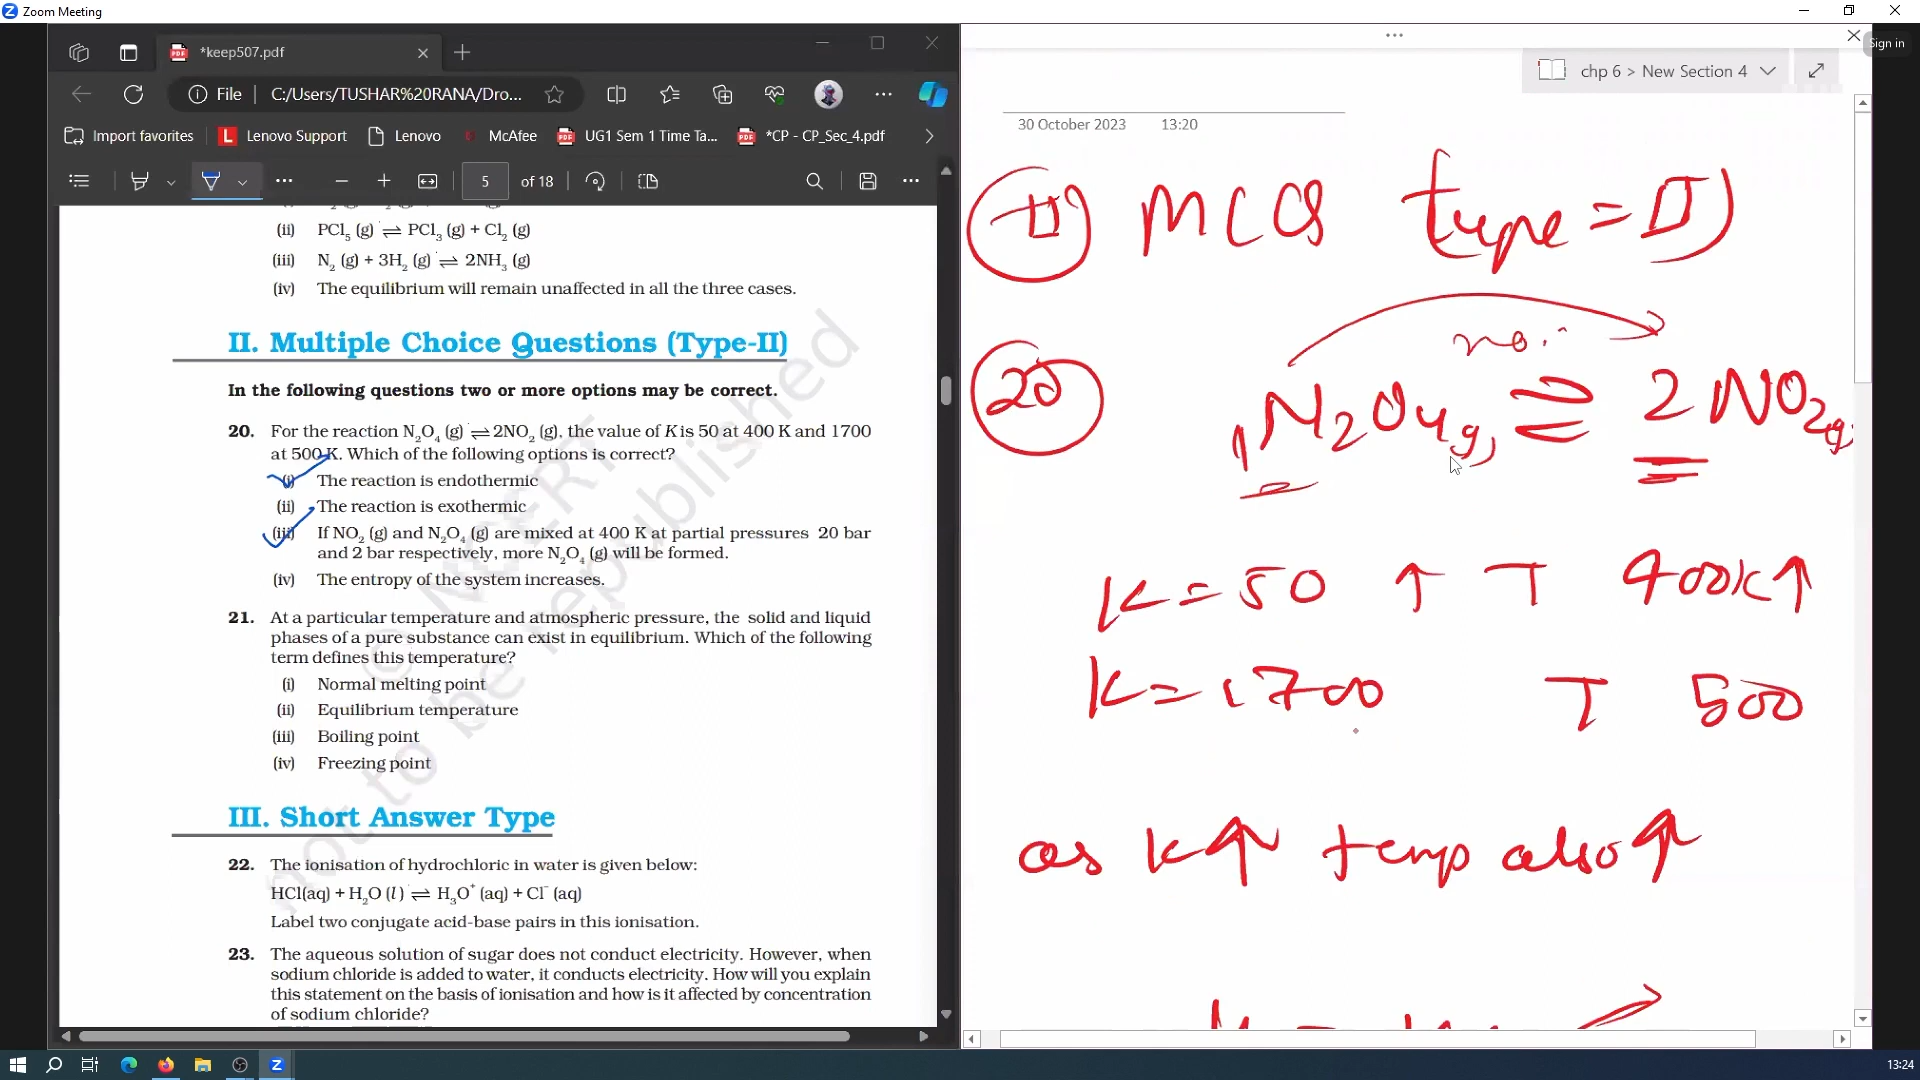 Zoom Meeting
*keep507.pdf
File
C:/Users/TUSHAR%20RANA/Dro...
Import favorites
Lenovo Support
Lenovo
McAfee
UG1 Sem 1 Time Ta...
*CP - CP_Sec_4.pdf
5 of 18
(ii) PCl5 (g) ⇌ PCl3 (g) + Cl2 (g)
(iii) N2 (g) + 3H2 (g) ⇌ 2NH3 (g)
(iv) The equilibrium will remain unaffected in all the three cases.
II. Multiple Choice Questions (Type-II)
In the following questions two or more options may be correct.
20. For the reaction N2O4 (g) ⇌ 2NO2 (g), the value of K is 50 at 400 K and 1700
at 500 K. Which of the following options is correct?
(i) The reaction is endothermic
(ii) The reaction is exothermic
(iii) If NO2 (g) and N2O4 (g) are mixed at 400 K at partial pressures 20 bar
and 2 bar respectively, more N2O4 (g) will be formed.
(iv) The entropy of the system increases.
21. At a particular temperature and atmospheric pressure, the solid and liquid
phases of a pure substance can exist in equilibrium. Which of the following
term defines this temperature?
(i) Normal melting point
(ii) Equilibrium temperature
(iii) Boiling point
(iv) Freezing point
III. Short Answer Type
22. The ionisation of hydrochloric in water is given below:
HCl(aq) + H2O (l) ⇌ H3O+ (aq) + Cl– (aq)
Label two conjugate acid-base pairs in this ionisation.
23. The aqueous solution of sugar does not conduct electricity. However, when
sodium chloride is added to water, it conducts electricity. How will you explain
this statement on the basis of ionisation and how is it affected by concentration
of sodium chloride?
© NCERT
not to be republished
Sign in
chp 6 > New Section 4
30 October 2023 13:20
II MCQs type = II)
no.
20 1N2O4(g) ⇌ 2NO2(g)
K = 50 ↑ T 400K ↑
K = 1700 T 500
as K↑ temp also ↑
13:24